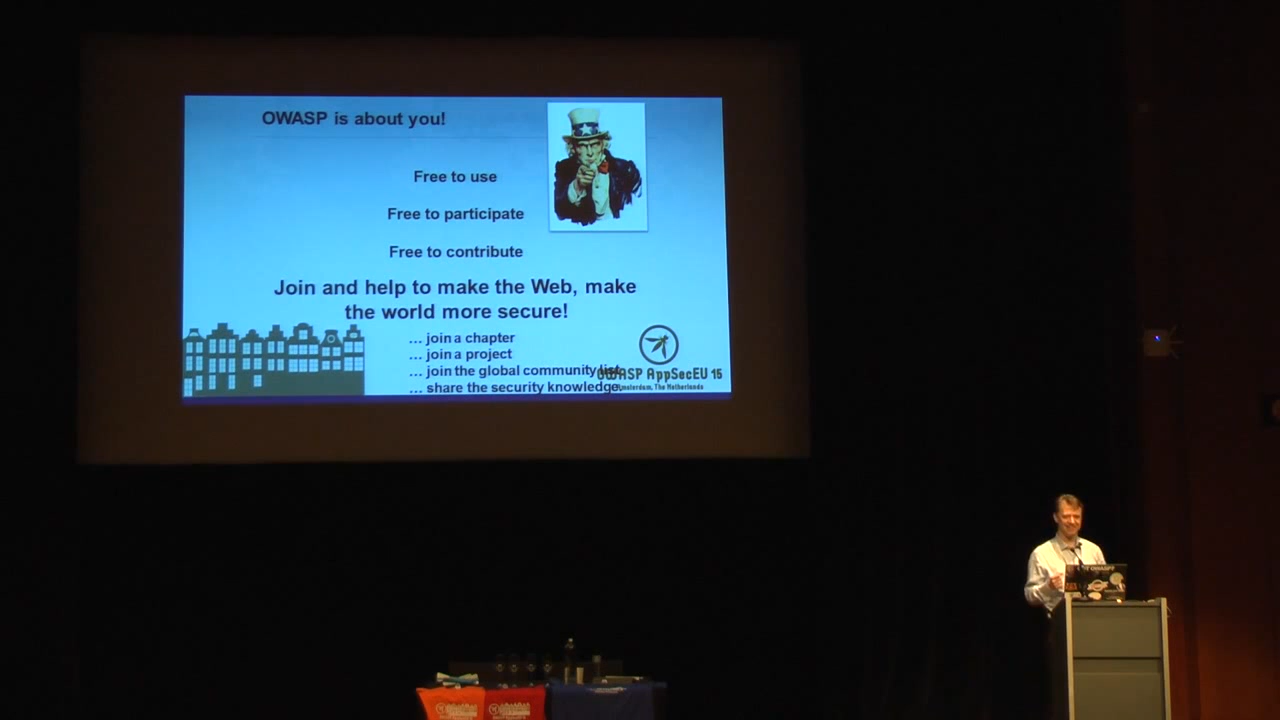 OWASP is about you!
Free to use
Free to participate
Free to contribute
Join and help to make the Web, make
the world more secure!
... join a chapter
... join a project
... join the global community list.
... share the security knowledge.
OWASP AppSecEU 15
Amsterdam, The Netherlands